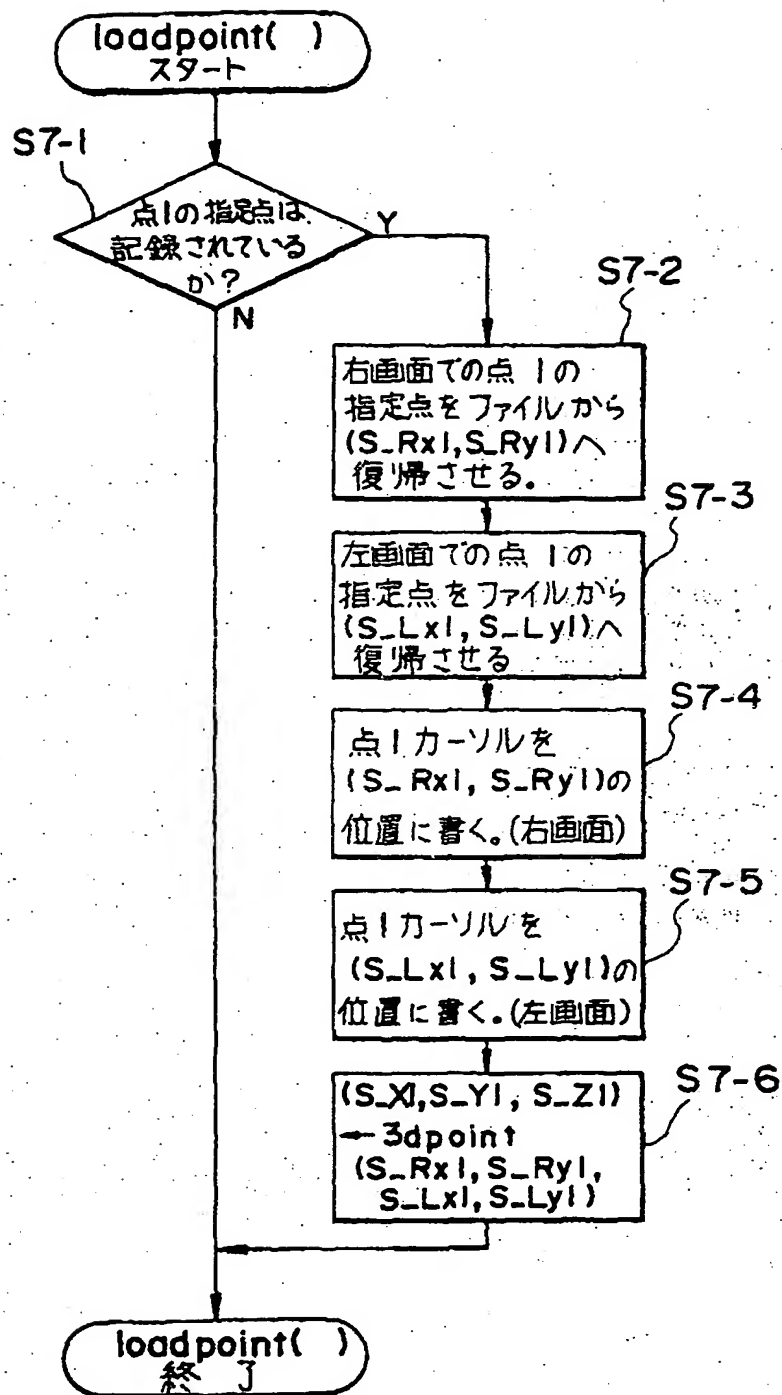 loadpoint( )
スタート
S7-1
点1の指定点は
記録されている
か?
Y
N
S7-2
右画面での点 1の
指定点をファイルから
(S_Rx1,S_Ry1)へ
復帰させる。
S7-3
左画面での点 1の
指定点をファイルから
(S_Lx1, S_Ly1)へ
復帰させる
S7-4
点1カーソルを
(S_Rx1, S_Ry1)の
位置に書く。(右画面)
S7-5
点1カーソルを
(S_Lx1, S_Ly1)の
位置に書く。(左画面)
S7-6
(S_X1,S_Y1, S_Z1)
←3dpoint
(S_Rx1, S_Ry1,
S_Lx1, S_Ly1)
loadpoint( )
終 了